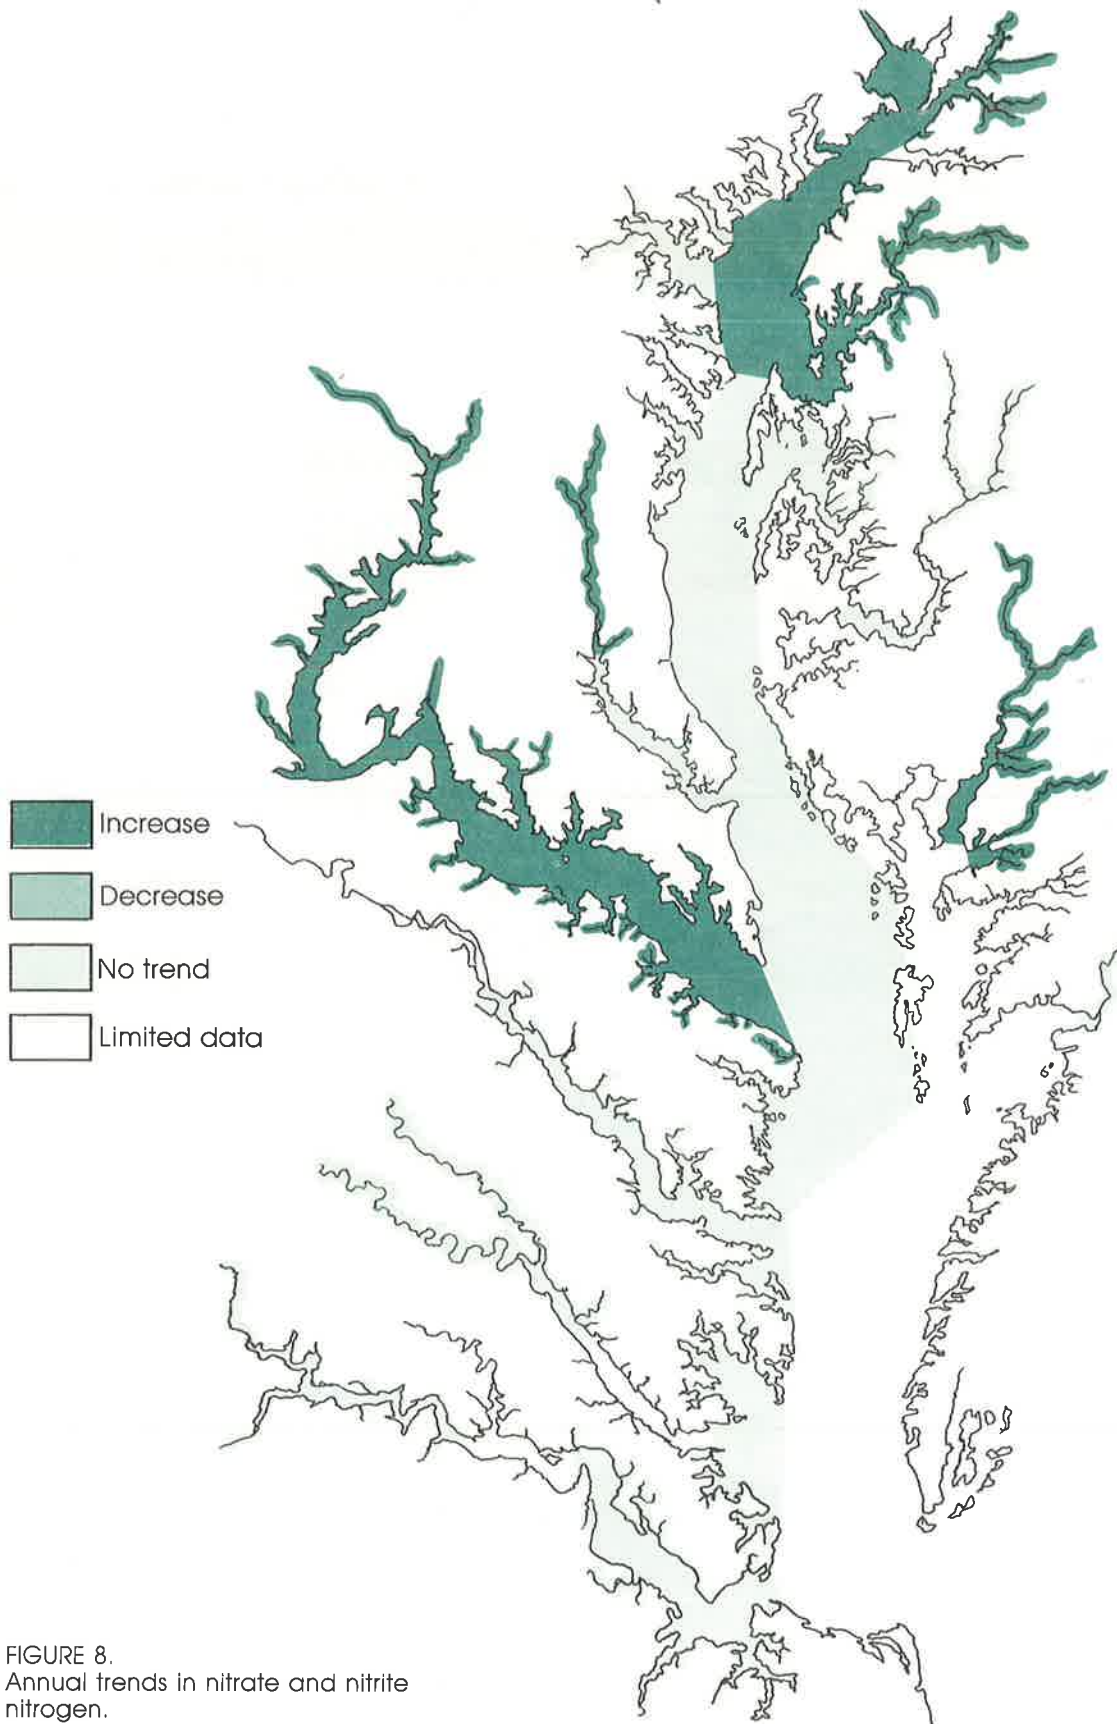 Increase
Decrease
No trend
Limited data
FIGURE 8.
Annual trends in nitrate and nitrite
nitrogen.